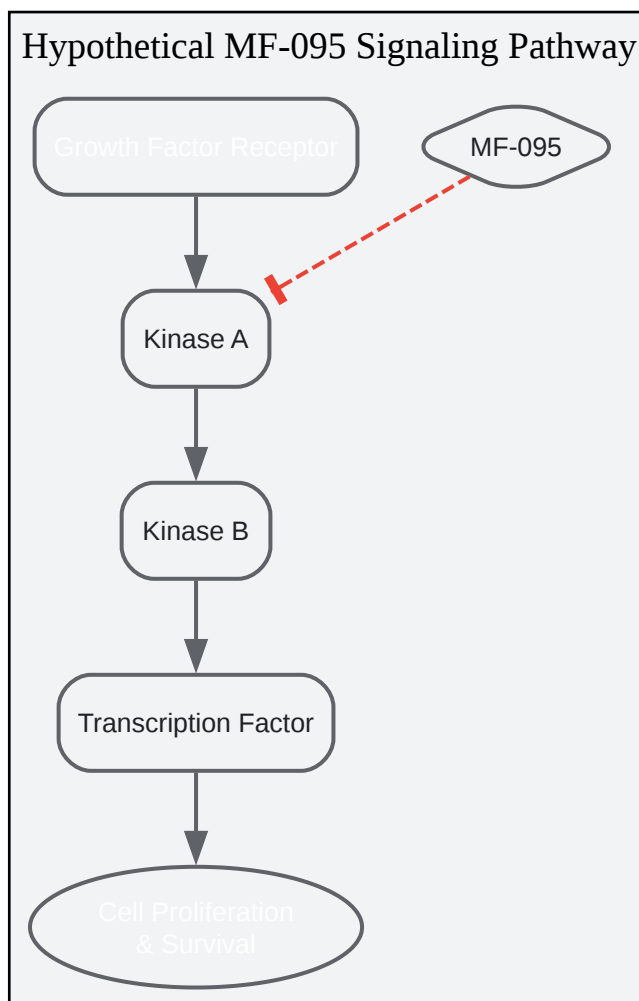 Hypothetical MF-095 Signaling Pathway
Growth Factor Receptor
MF-095
Kinase A
Kinase B
Transcription Factor
Cell Proliferation
& Survival